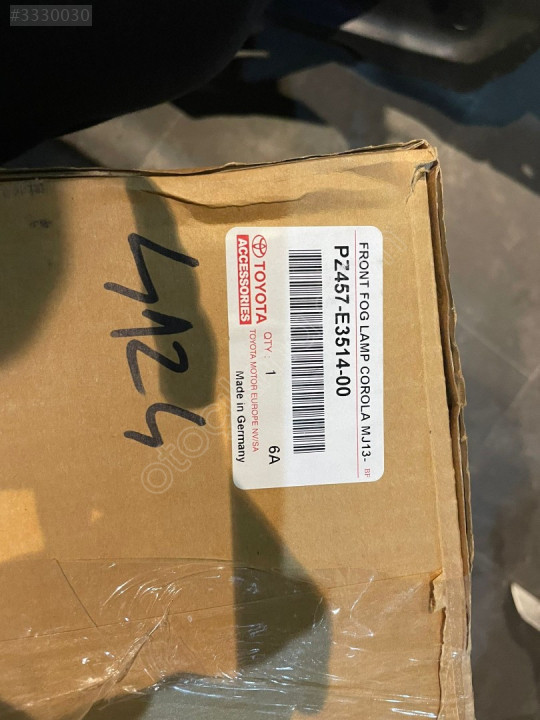 #3330030
FRONT FOG LAMP COROLA MJ13- BF
PZ457-E3514-00
TOYOTA
ACCESSORIES
QTY. 1
TOYOTA MOTOR EUROPE NV/SA
6A
Made in Germany